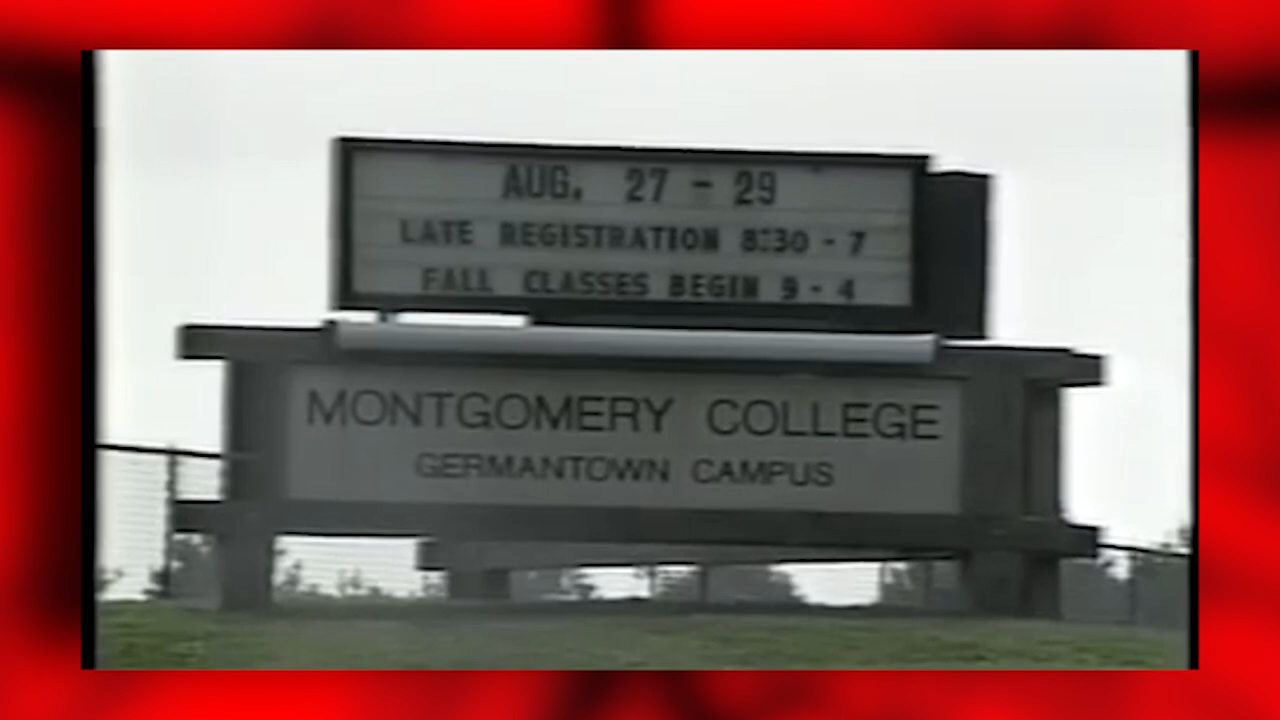 AUG. 27 - 29
LATE REGISTRATION 8:30 - 7
FALL CLASSES BEGIN 9 - 4
MONTGOMERY COLLEGE
GERMANTOWN CAMPUS